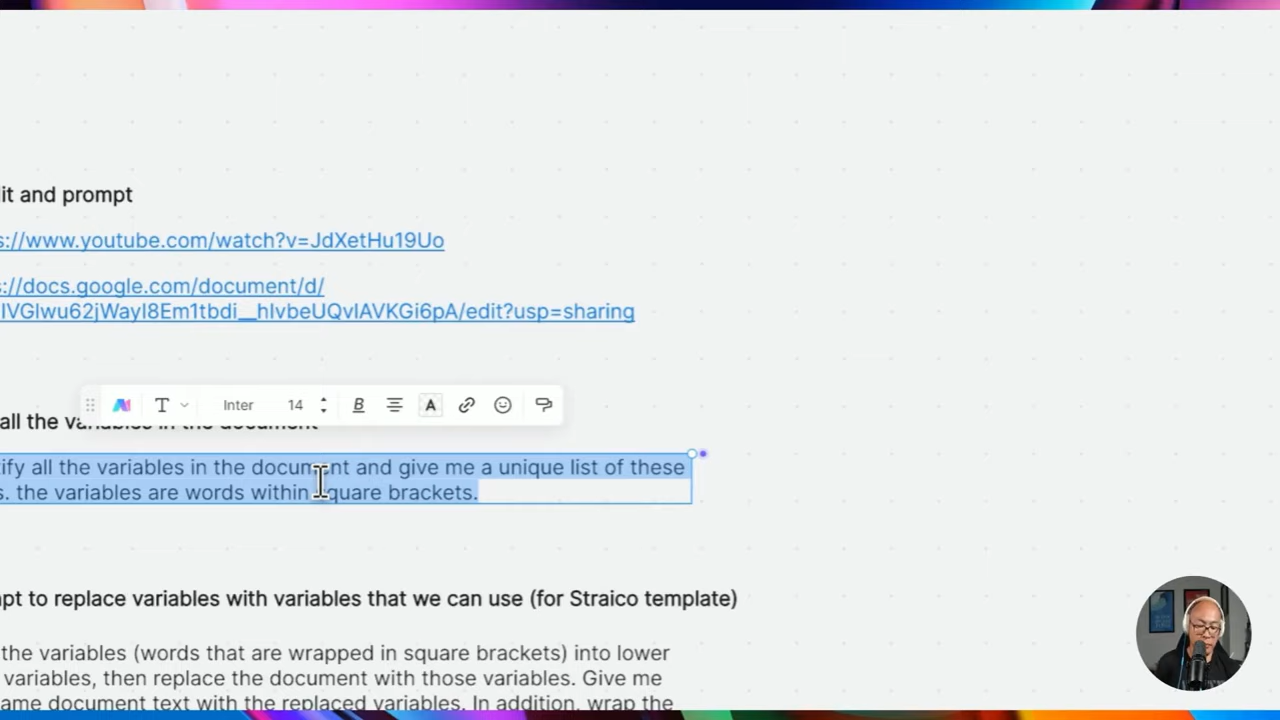 it and prompt
s://www.youtube.com/watch?v=JdXetHu19Uo
s://docs.google.com/document/d/
IVGlwu62jWayI8Em1tbdi__hIvbeUQvIAVKGi6pA/edit?usp=sharing
Inter 14 B A
all the variables in the document
ify all the variables in the document and give me a unique list of these
s. the variables are words within square brackets.
pt to replace variables with variables that we can use (for Straico template)
the variables (words that are wrapped in square brackets) into lower
variables, then replace the document with those variables. Give me
ame document text with the replaced variables. In addition, wrap the